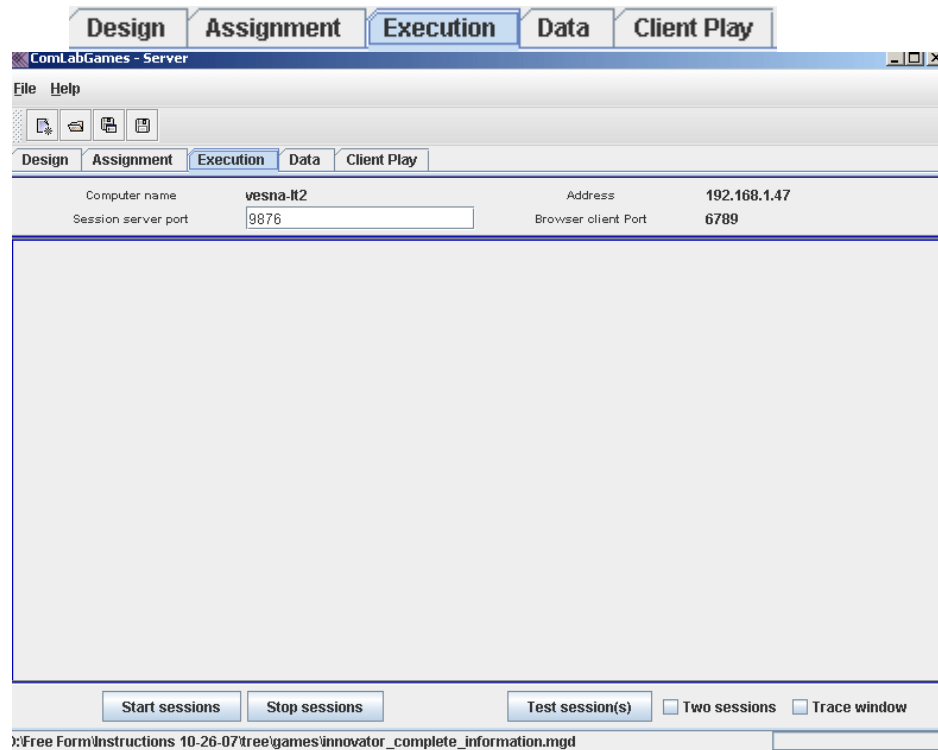 Design Assignment Execution Data Client Play
ComLabGames - Server
File Help
Design Assignment Execution Data Client Play
Computer name vesna-lt2 Address 192.168.1.47
Session server port 9876 Browser client Port 6789
Start sessions Stop sessions Test session(s) Two sessions Trace window
):\Free Form\Instructions 10-26-07\tree\games\innovator_complete_information.mgd